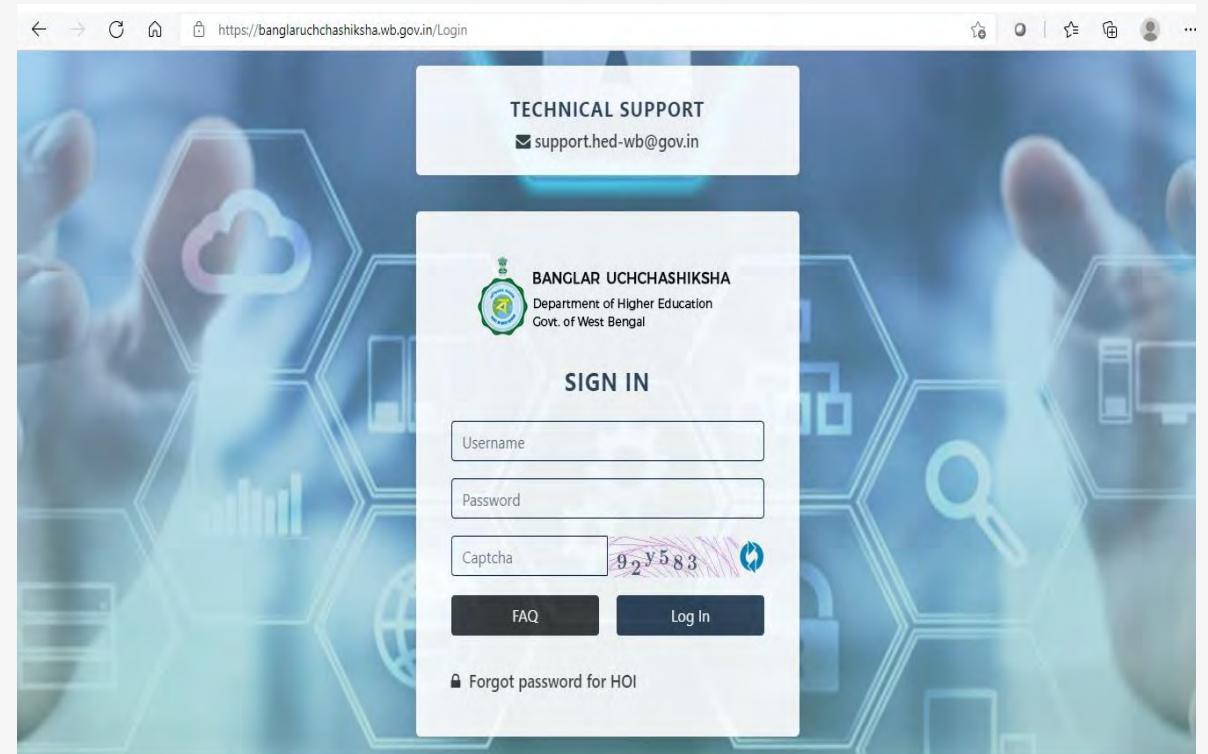 https://banglaruchchashiksha.wb.gov.in/Login
TECHNICAL SUPPORT
support.hed-wb@gov.in
BANGLAR UCHCHASHIKSHA
Department of Higher Education
Govt. of West Bengal
SIGN IN
Username
Password
Captcha 92y583
FAQ Log In
Forgot password for HOI